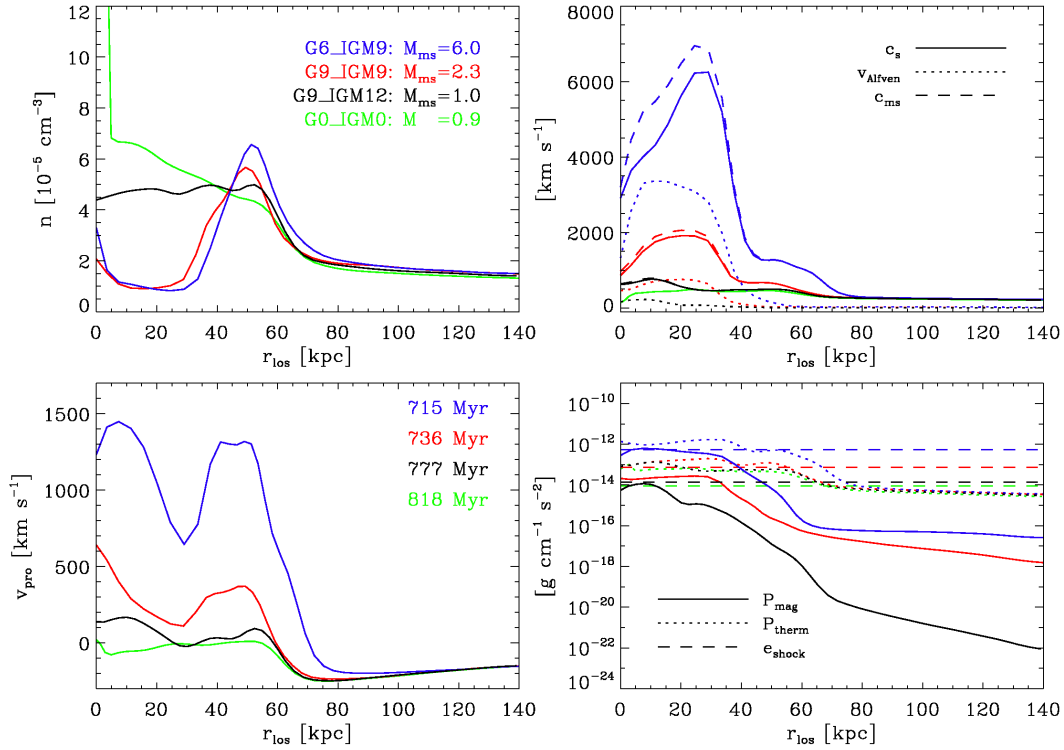 12
10
8
6
4
2
0
n [10⁻⁵ cm⁻³]
G6_IGM9: M_ms=6.0
G9_IGM9: M_ms=2.3
G9_IGM12: M_ms=1.0
G0_IGM0: M =0.9
0 20 40 60 80 100 120 140
r_los [kpc]
8000
6000
4000
2000
0
[km s⁻¹]
c_s
v_Alfven
c_ms
0 20 40 60 80 100 120 140
r_los [kpc]
1500
1000
500
0
v_pro [km s⁻¹]
715 Myr
736 Myr
777 Myr
818 Myr
0 20 40 60 80 100 120 140
r_los [kpc]
10⁻¹⁰
10⁻¹²
10⁻¹⁴
10⁻¹⁶
10⁻¹⁸
10⁻²⁰
10⁻²²
10⁻²⁴
[g cm⁻¹ s⁻²]
P_mag
P_therm
e_shock
0 20 40 60 80 100 120 140
r_los [kpc]